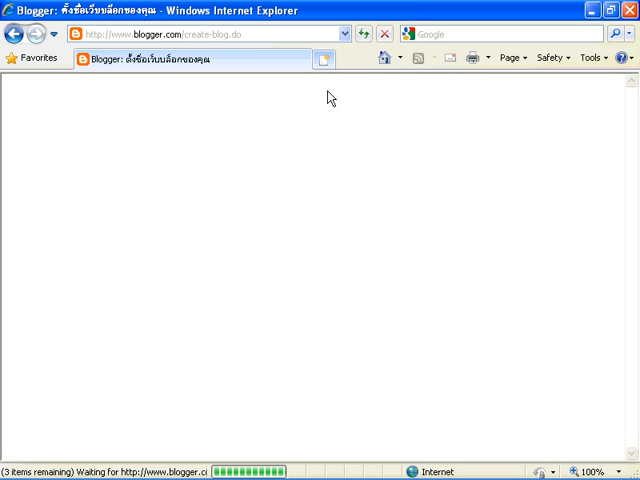 Blogger: ตั้งชื่อเว็บบล็อกของคุณ - Windows Internet Explorer
http://www.blogger.com/create-blog.do
Google
Favorites
Blogger: ตั้งชื่อเว็บบล็อกของคุณ
Page
Safety
Tools
(3 items remaining) Waiting for http://www.blogger.co
Internet
100%